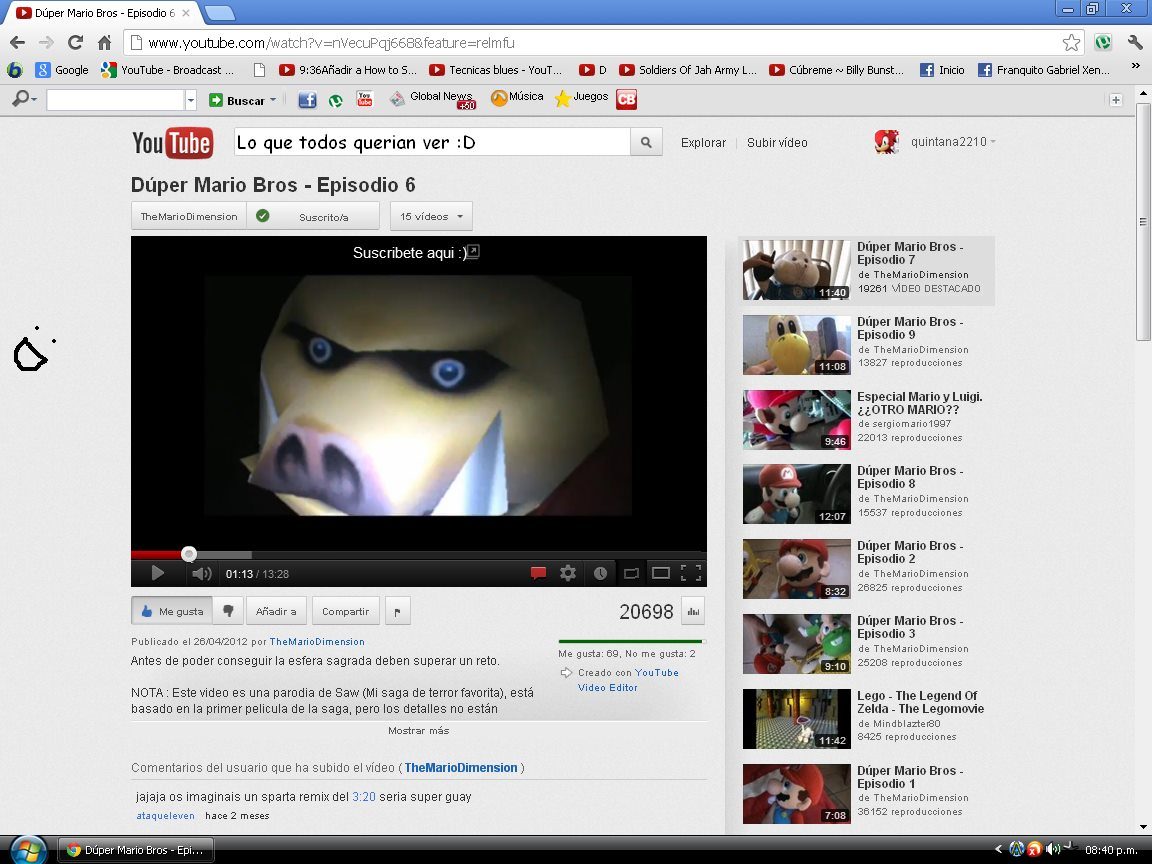 Dúper Mario Bros - Episodio 6
www.youtube.com/watch?v=nVecuPqj668&feature=relmfu
Google
YouTube - Broadcast ...
9:36Añadir a How to S...
Tecnicas blues - YouT...
D
Soldiers Of Jah Army L...
Cúbreme ~ Billy Bunst...
Inicio
Franquito Gabriel Xen...
»
Buscar
You Tube
Global News
+50
Música
Juegos
CB
YouTube
Lo que todos querian ver :D
Explorar
Subir vídeo
quintana2210
Dúper Mario Bros - Episodio 6
TheMarioDimension
Suscrito/a
15 vídeos
Suscribete aqui :)
01:13 / 13:28
Me gusta
Añadir a
Compartir
20698
Publicado el 26/04/2012 por TheMarioDimension
Antes de poder conseguir la esfera sagrada deben superar un reto.
NOTA : Este video es una parodia de Saw (Mi saga de terror favorita), está
basado en la primer pelicula de la saga, pero los detalles no están
Me gusta: 69, No me gusta: 2
Creado con YouTube
Video Editor
Mostrar más
Comentarios del usuario que ha subido el vídeo (TheMarioDimension )
jajaja os imaginais un sparta remix del 3:20 seria super guay
ataqueleven hace 2 meses
11:40
Dúper Mario Bros -
Episodio 7
de TheMarioDimension
19261 VÍDEO DESTACADO
11:08
Dúper Mario Bros -
Episodio 9
de TheMarioDimension
13827 reproducciones
9:46
Especial Mario y Luigi.
¿¿OTRO MARIO??
de sergiomario1997
22013 reproducciones
12:07
Dúper Mario Bros -
Episodio 8
de TheMarioDimension
15537 reproducciones
8:32
Dúper Mario Bros -
Episodio 2
de TheMarioDimension
26825 reproducciones
9:10
Dúper Mario Bros -
Episodio 3
de TheMarioDimension
25208 reproducciones
11:42
Lego - The Legend Of
Zelda - The Legomovie
de Mindblazter80
8425 reproducciones
7:08
Dúper Mario Bros -
Episodio 1
de TheMarioDimension
36152 reproducciones
Dúper Mario Bros - Epi...
08:40 p.m.